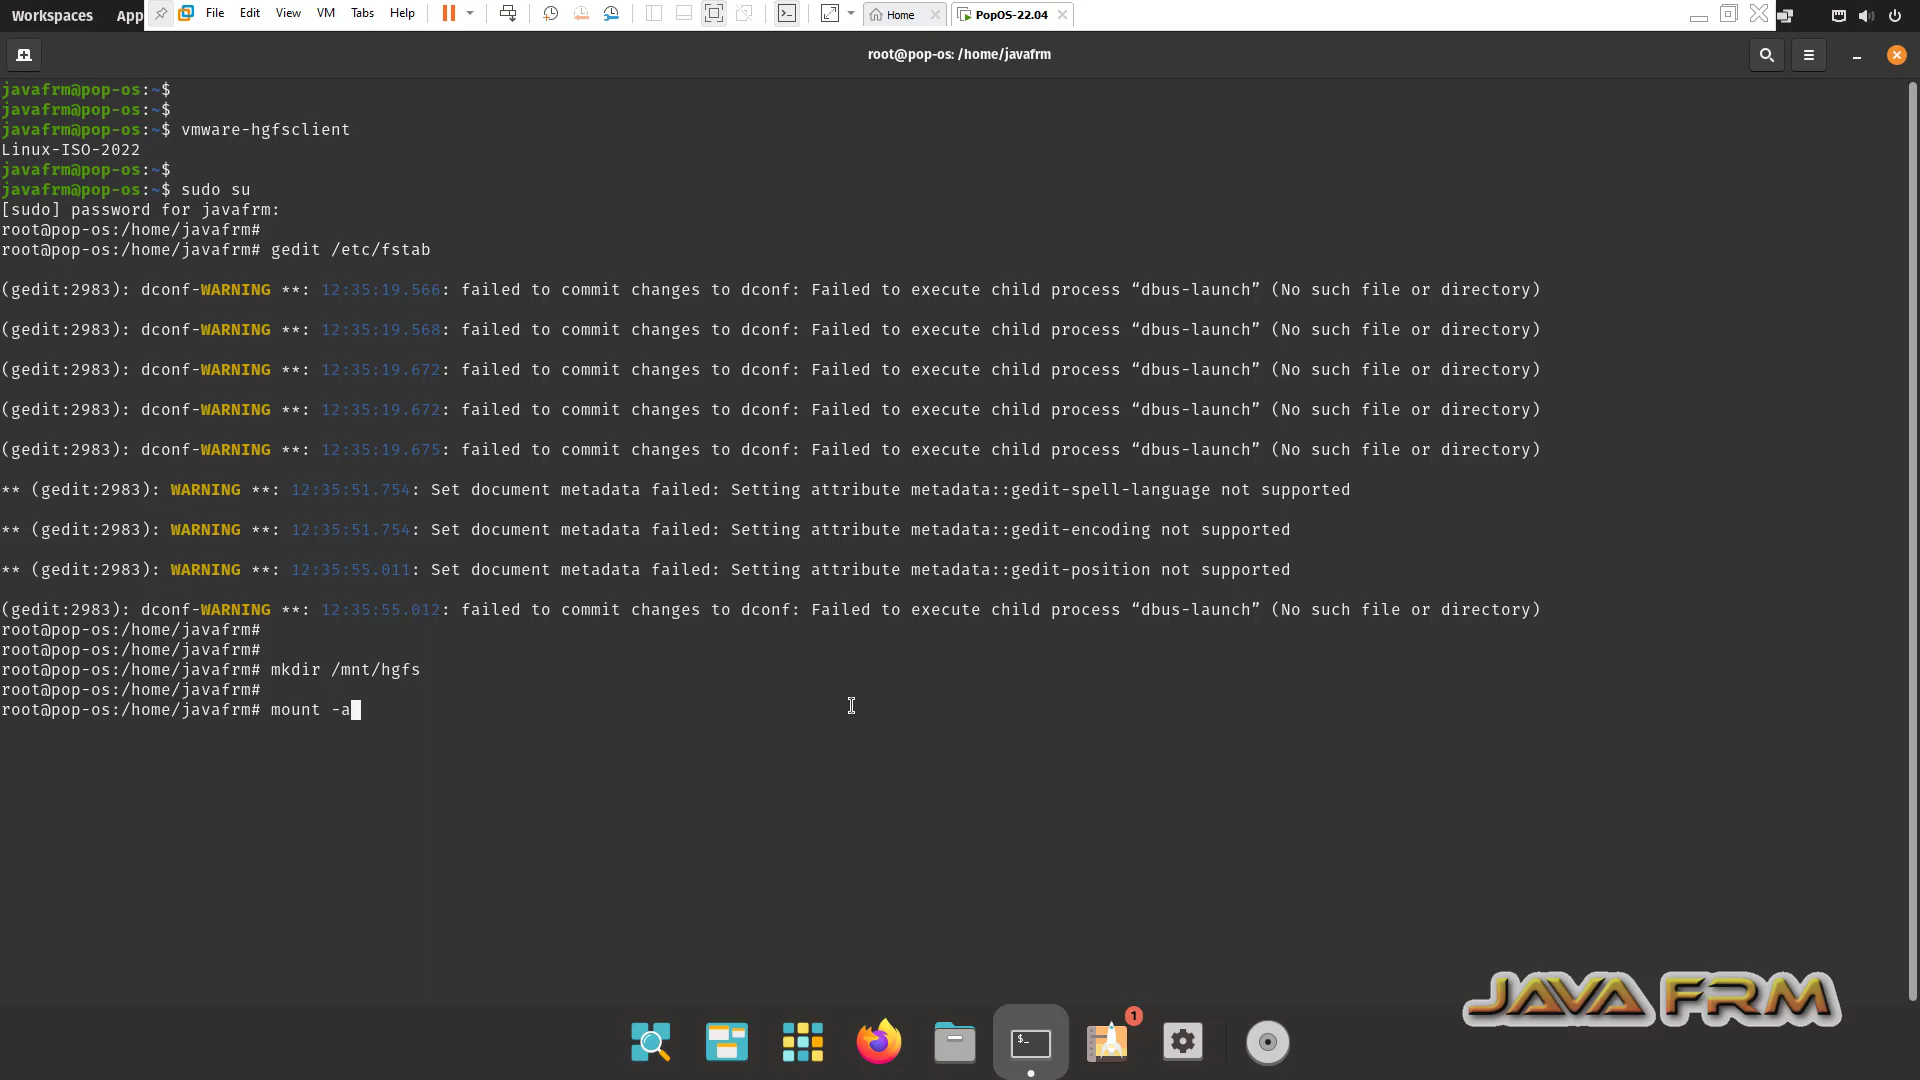 Workspaces
App
File Edit View VM Tabs Help
Home
PopOS-22.04
root@pop-os: /home/javafrm
javafrm@pop-os:~$
javafrm@pop-os:~$
javafrm@pop-os:~$ vmware-hgfsclient
Linux-ISO-2022
javafrm@pop-os:~$
javafrm@pop-os:~$ sudo su
[sudo] password for javafrm:
root@pop-os:/home/javafrm#
root@pop-os:/home/javafrm# gedit /etc/fstab
(gedit:2983): dconf-WARNING **: 12:35:19.566: failed to commit changes to dconf: Failed to execute child process “dbus-launch” (No such file or directory)
(gedit:2983): dconf-WARNING **: 12:35:19.568: failed to commit changes to dconf: Failed to execute child process “dbus-launch” (No such file or directory)
(gedit:2983): dconf-WARNING **: 12:35:19.672: failed to commit changes to dconf: Failed to execute child process “dbus-launch” (No such file or directory)
(gedit:2983): dconf-WARNING **: 12:35:19.672: failed to commit changes to dconf: Failed to execute child process “dbus-launch” (No such file or directory)
(gedit:2983): dconf-WARNING **: 12:35:19.675: failed to commit changes to dconf: Failed to execute child process “dbus-launch” (No such file or directory)
** (gedit:2983): WARNING **: 12:35:51.754: Set document metadata failed: Setting attribute metadata::gedit-spell-language not supported
** (gedit:2983): WARNING **: 12:35:51.754: Set document metadata failed: Setting attribute metadata::gedit-encoding not supported
** (gedit:2983): WARNING **: 12:35:55.011: Set document metadata failed: Setting attribute metadata::gedit-position not supported
(gedit:2983): dconf-WARNING **: 12:35:55.012: failed to commit changes to dconf: Failed to execute child process “dbus-launch” (No such file or directory)
root@pop-os:/home/javafrm#
root@pop-os:/home/javafrm#
root@pop-os:/home/javafrm# mkdir /mnt/hgfs
root@pop-os:/home/javafrm#
root@pop-os:/home/javafrm# mount -a
JAVA FRM
$_
1